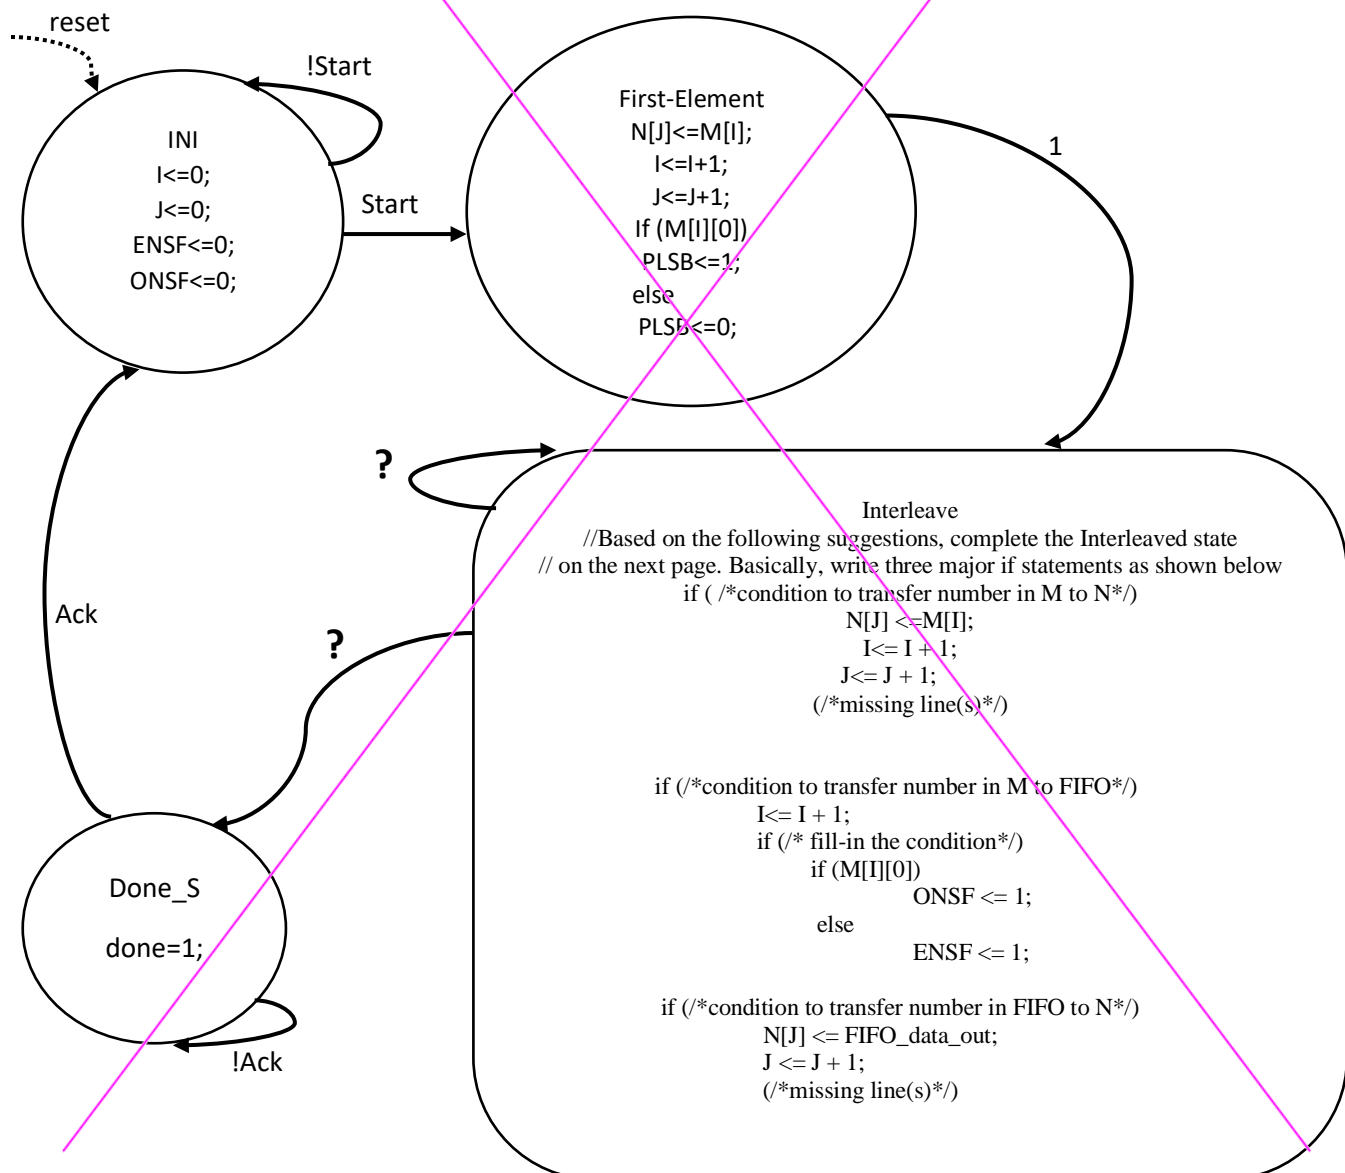 reset
!Start
INI
I<=0;
J<=0;
ENSF<=0;
ONSF<=0;
Start
First-Element
N[J]<=M[I];
I<=I+1;
J<=J+1;
If (M[I][0])
PLSB<=1;
else
PLSB<=0;
1
?
Interleave
//Based on the following suggestions, complete the Interleaved state
// on the next page. Basically, write three major if statements as shown below
if ( /*condition to transfer number in M to N*/)
N[J] <=M[I];
I<= I + 1;
J<= J + 1;
(/*missing line(s)*/)
if (/*condition to transfer number in M to FIFO*/)
I<= I + 1;
if (/* fill-in the condition*/)
if (M[I][0])
ONSF <= 1;
else
ENSF <= 1;
if (/*condition to transfer number in FIFO to N*/)
N[J] <= FIFO_data_out;
J <= J + 1;
(/*missing line(s)*/)
?
Ack
Done_S
done=1;
!Ack